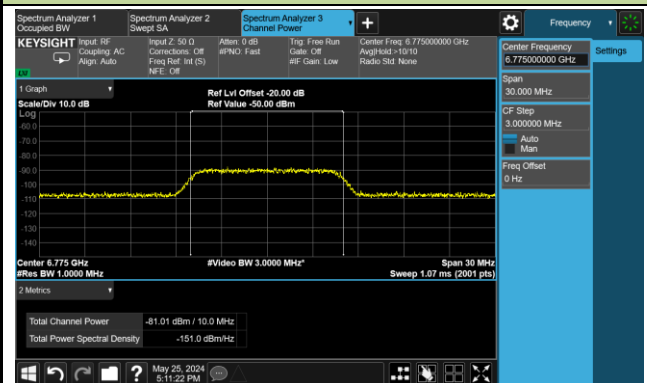 Spectrum Analyzer 1
Occupied BW
Spectrum Analyzer 2
Swept SA
Spectrum Analyzer 3
Channel Power
Frequency
KEYSIGHT
Input: RF
Coupling: AC
Align: Auto
Input Z: 50 Ω
Corrections: Off
Freq Ref: Int (S)
NFE: Off
Atten: 0 dB
#PNO: Fast
Trig: Free Run
Gate: Off
#IF Gain: Low
Center Freq: 6.775000000 GHz
Avg|Hold:>10/10
Radio Std: None
Center Frequency
6.775000000 GHz
Settings
Span
30.000 MHz
CF Step
3.000000 MHz
Auto
Man
Freq Offset
0 Hz
1 Graph
Scale/Div 10.0 dB
Ref Lvl Offset -20.00 dB
Ref Value -50.00 dBm
Log
-60.0
-70.0
-80.0
-90.0
-100
-110
-120
-130
-140
Center 6.775 GHz
#Video BW 3.0000 MHz*
Span 30 MHz
#Res BW 1.0000 MHz
Sweep 1.07 ms (2001 pts)
2 Metrics
Total Channel Power -81.01 dBm / 10.0 MHz
Total Power Spectral Density -151.0 dBm/Hz
May 25, 2024
5:11:22 PM